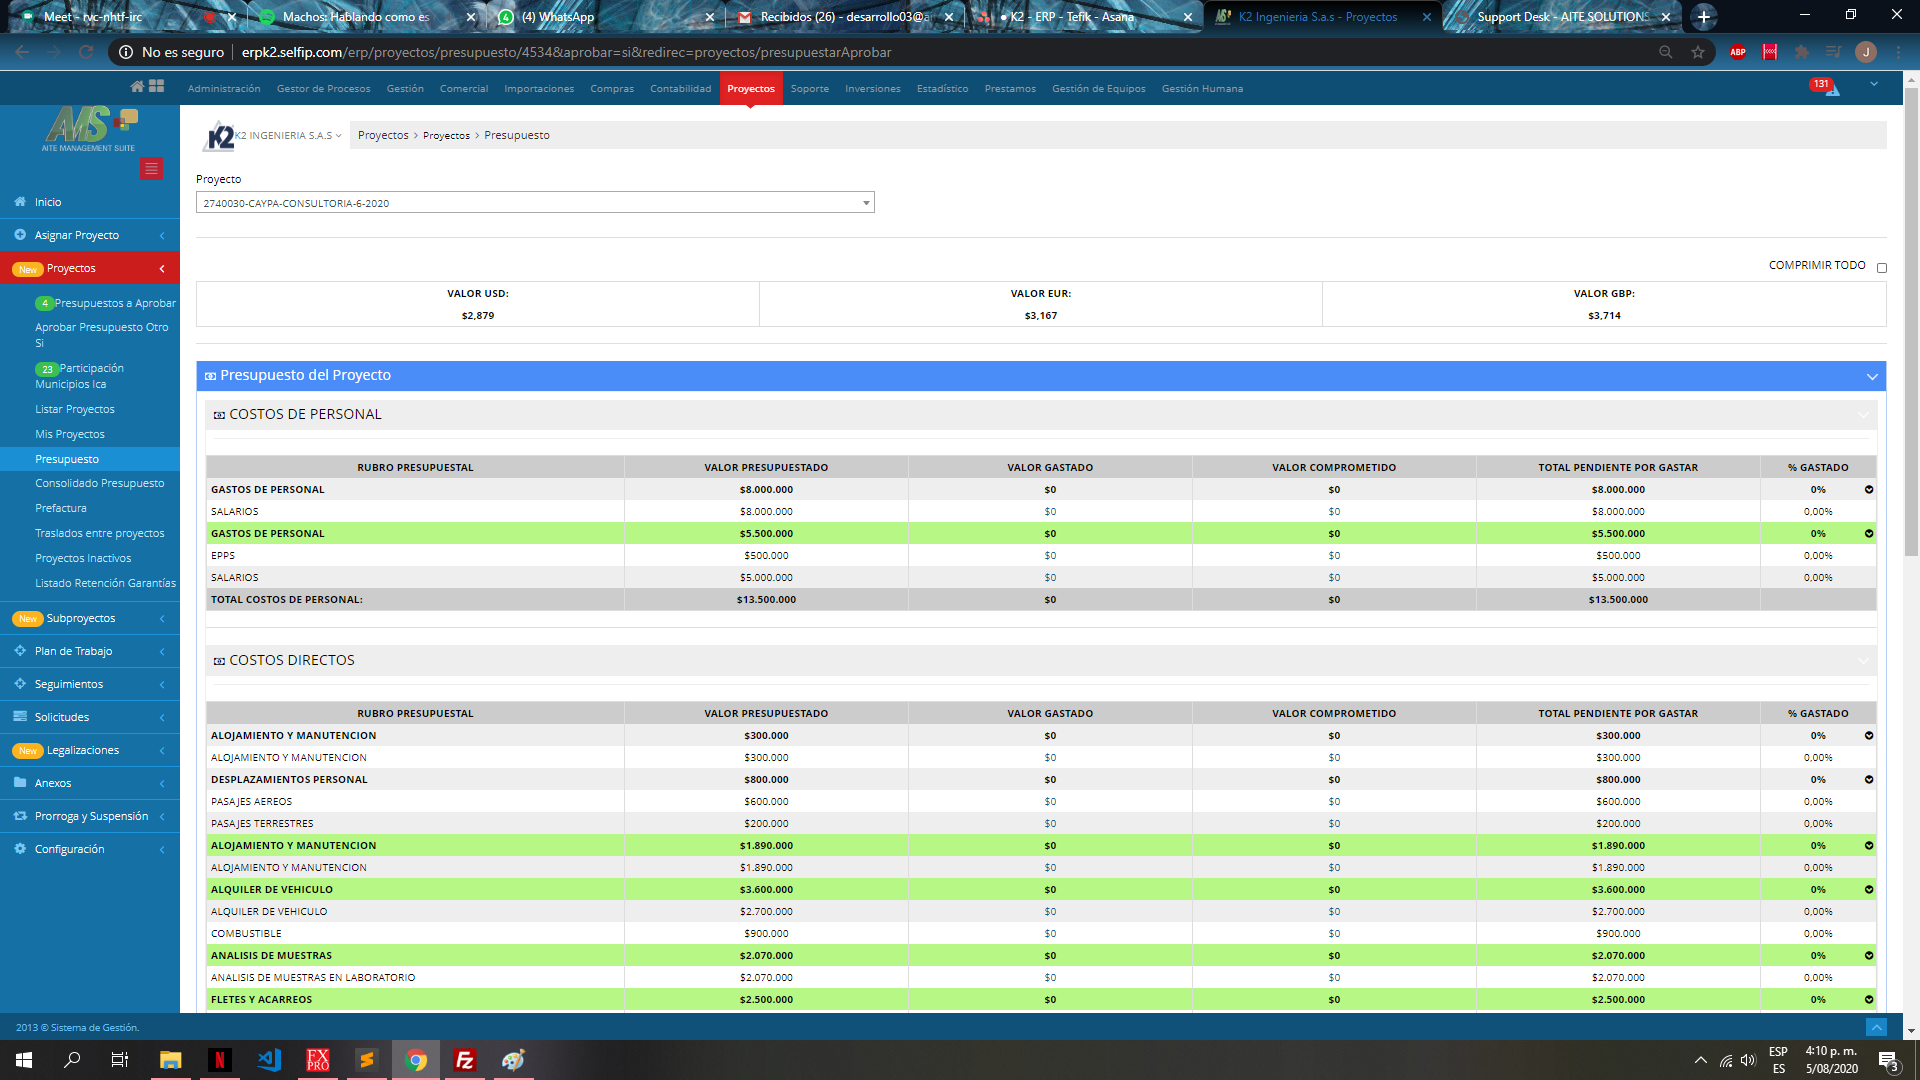 Meet - rvc-nhtf-irc
Machos: Hablando como es
(4) WhatsApp
Recibidos (26) - desarrollo03@a
● K2 - ERP - Tefik - Asana
K2 Ingenieria S.a.s - Proyectos
Support Desk - AITE SOLUTIONS
No es seguro
erpk2.selfip.com/erp/proyectos/presupuesto/4534&aprobar=si&redirec=proyectos/presupuestarAprobar
ABP
J
Administración Gestor de Procesos Gestión Comercial Importaciones Compras Contabilidad Proyectos Soporte Inversiones Estadístico Prestamos Gestión de Equipos Gestión Humana
131
AMS
AITE MANAGEMENT SUITE
K2
K2 INGENIERIA S.A.S
Proyectos > Proyectos > Presupuesto
Inicio
Asignar Proyecto
New Proyectos
4 Presupuestos a Aprobar
Aprobar Presupuesto Otro
Si
23 Participación
Municipios Ica
Listar Proyectos
Mis Proyectos
Presupuesto
Consolidado Presupuesto
Prefactura
Traslados entre proyectos
Proyectos Inactivos
Listado Retención Garantías
New Subproyectos
Plan de Trabajo
Seguimientos
Solicitudes
New Legalizaciones
Anexos
Prorroga y Suspensión
Configuración
Proyecto
2740030-CAYPA-CONSULTORIA-6-2020
COMPRIMIR TODO
VALOR USD: VALOR EUR: VALOR GBP:
$2,879 $3,167 $3,714
Presupuesto del Proyecto
COSTOS DE PERSONAL
RUBRO PRESUPUESTAL VALOR PRESUPUESTADO VALOR GASTADO VALOR COMPROMETIDO TOTAL PENDIENTE POR GASTAR % GASTADO
GASTOS DE PERSONAL $8.000.000 $0 $0 $8.000.000 0%
SALARIOS $8.000.000 $0 $0 $8.000.000 0,00%
GASTOS DE PERSONAL $5.500.000 $0 $0 $5.500.000 0%
EPPS $500.000 $0 $0 $500.000 0,00%
SALARIOS $5.000.000 $0 $0 $5.000.000 0,00%
TOTAL COSTOS DE PERSONAL: $13.500.000 $0 $0 $13.500.000
COSTOS DIRECTOS
RUBRO PRESUPUESTAL VALOR PRESUPUESTADO VALOR GASTADO VALOR COMPROMETIDO TOTAL PENDIENTE POR GASTAR % GASTADO
ALOJAMIENTO Y MANUTENCION $300.000 $0 $0 $300.000 0%
ALOJAMIENTO Y MANUTENCION $300.000 $0 $0 $300.000 0,00%
DESPLAZAMIENTOS PERSONAL $800.000 $0 $0 $800.000 0%
PASAJES AEREOS $600.000 $0 $0 $600.000 0,00%
PASAJES TERRESTRES $200.000 $0 $0 $200.000 0,00%
ALOJAMIENTO Y MANUTENCION $1.890.000 $0 $0 $1.890.000 0%
ALOJAMIENTO Y MANUTENCION $1.890.000 $0 $0 $1.890.000 0,00%
ALQUILER DE VEHICULO $3.600.000 $0 $0 $3.600.000 0%
ALQUILER DE VEHICULO $2.700.000 $0 $0 $2.700.000 0,00%
COMBUSTIBLE $900.000 $0 $0 $900.000 0,00%
ANALISIS DE MUESTRAS $2.070.000 $0 $0 $2.070.000 0%
ANALISIS DE MUESTRAS EN LABORATORIO $2.070.000 $0 $0 $2.070.000 0,00%
FLETES Y ACARREOS $2.500.000 $0 $0 $2.500.000 0%
2013 © Sistema de Gestión.
N
FX
PRO
Fz
ESP
ES
4:10 p. m.
5/08/2020
3